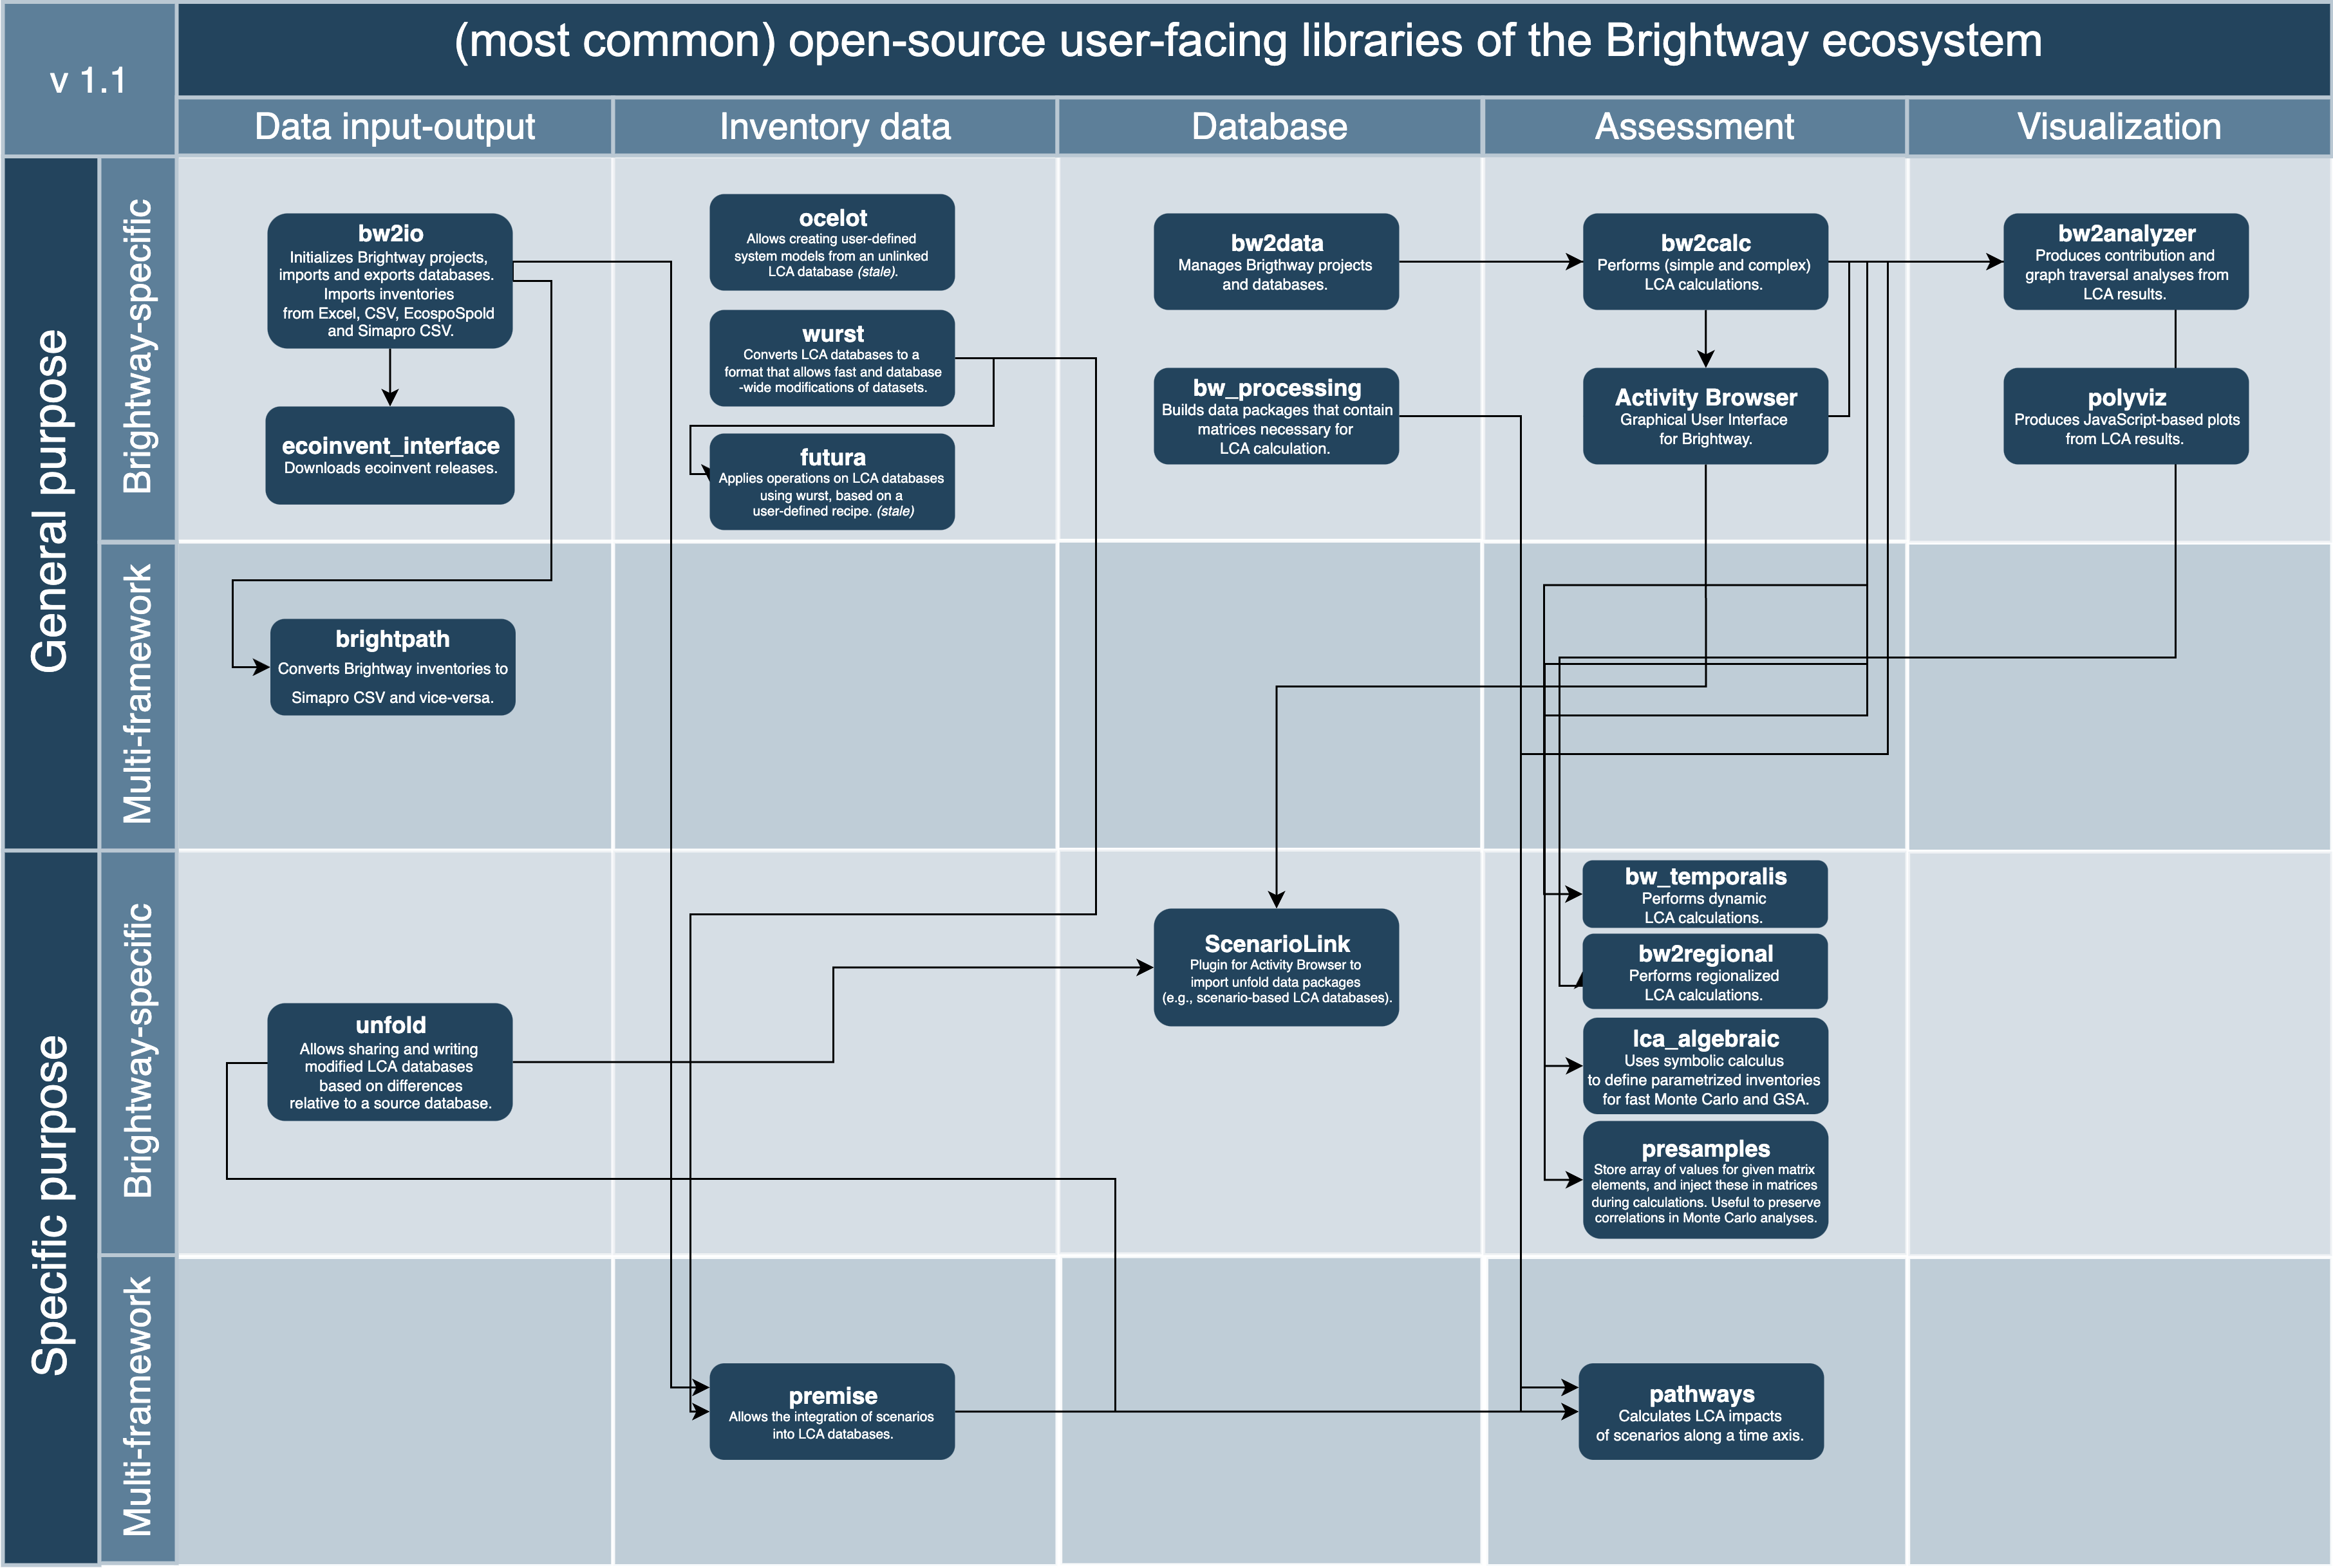 v 1.1
(most common) open-source user-facing libraries of the Brightway ecosystem
Data input-output
Inventory data
Database
Assessment
Visualization
General purpose
Brightway-specific
bw2io
Initializes Brightway projects,
imports and exports databases.
Imports inventories
from Excel, CSV, EcospoSpold
and Simapro CSV.
ecoinvent_interface
Downloads ecoinvent releases.
ocelot
Allows creating user-defined
system models from an unlinked
LCA database (stale).
wurst
Converts LCA databases to a
format that allows fast and database
-wide modifications of datasets.
futura
Applies operations on LCA databases
using wurst, based on a
user-defined recipe. (stale)
bw2data
Manages Brigthway projects
and databases.
bw_processing
Builds data packages that contain
matrices necessary for
LCA calculation.
bw2calc
Performs (simple and complex)
LCA calculations.
Activity Browser
Graphical User Interface
for Brightway.
bw2analyzer
Produces contribution and
graph traversal analyses from
LCA results.
polyviz
Produces JavaScript-based plots
from LCA results.
Multi-framework
brightpath
Converts Brightway inventories to
Simapro CSV and vice-versa.
Specific purpose
Brightway-specific
unfold
Allows sharing and writing
modified LCA databases
based on differences
relative to a source database.
ScenarioLink
Plugin for Activity Browser to
import unfold data packages
(e.g., scenario-based LCA databases).
bw_temporalis
Performs dynamic
LCA calculations.
bw2regional
Performs regionalized
LCA calculations.
lca_algebraic
Uses symbolic calculus
to define parametrized inventories
for fast Monte Carlo and GSA.
presamples
Store array of values for given matrix
elements, and inject these in matrices
during calculations. Useful to preserve
correlations in Monte Carlo analyses.
Multi-framework
premise
Allows the integration of scenarios
into LCA databases.
pathways
Calculates LCA impacts
of scenarios along a time axis.